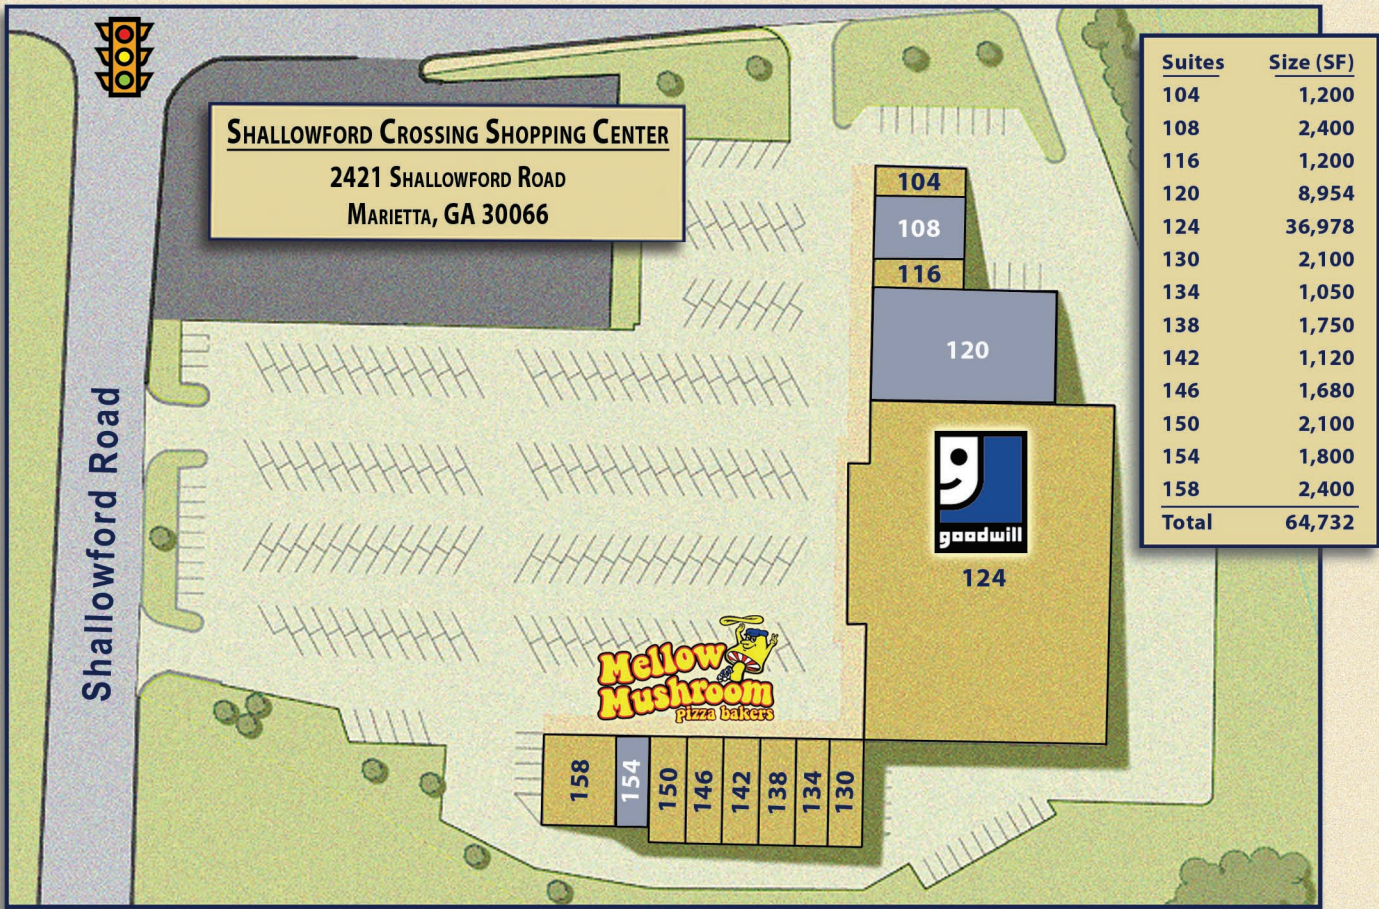 Shallowford Crossing Shopping Center
2421 Shallowford Road
Marietta, GA 30066
Suites Size (SF)
104 1,200
108 2,400
116 1,200
120 8,954
124 36,978
130 2,100
134 1,050
138 1,750
142 1,120
146 1,680
150 2,100
154 1,800
158 2,400
Total 64,732
104
108
116
120
goodwill
124
Shallowford Road
Mellow
Mushroom
pizza bakers
158
154
150
146
142
138
134
130